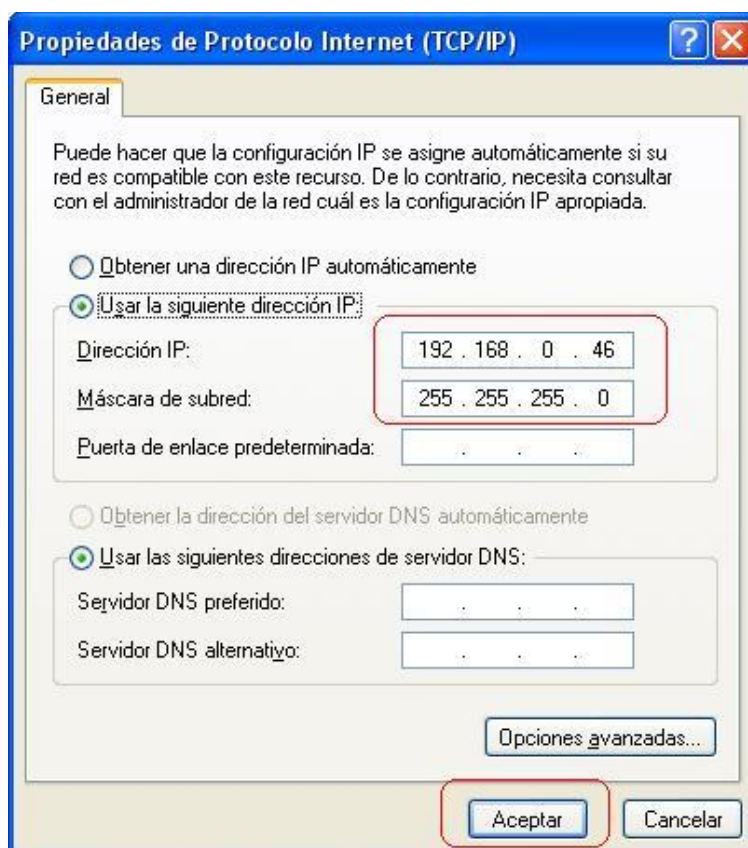 Propiedades de Protocolo Internet (TCP/IP)
General
Puede hacer que la configuración IP se asigne automáticamente si su
red es compatible con este recurso. De lo contrario, necesita consultar
con el administrador de la red cuál es la configuración IP apropiada.
Obtener una dirección IP automáticamente
Usar la siguiente dirección IP:
Dirección IP: 192 . 168 . 0 . 46
Máscara de subred: 255 . 255 . 255 . 0
Puerta de enlace predeterminada: . . .
Obtener la dirección del servidor DNS automáticamente
Usar las siguientes direcciones de servidor DNS:
Servidor DNS preferido: . . .
Servidor DNS alternativo: . . .
Opciones avanzadas...
Aceptar Cancelar